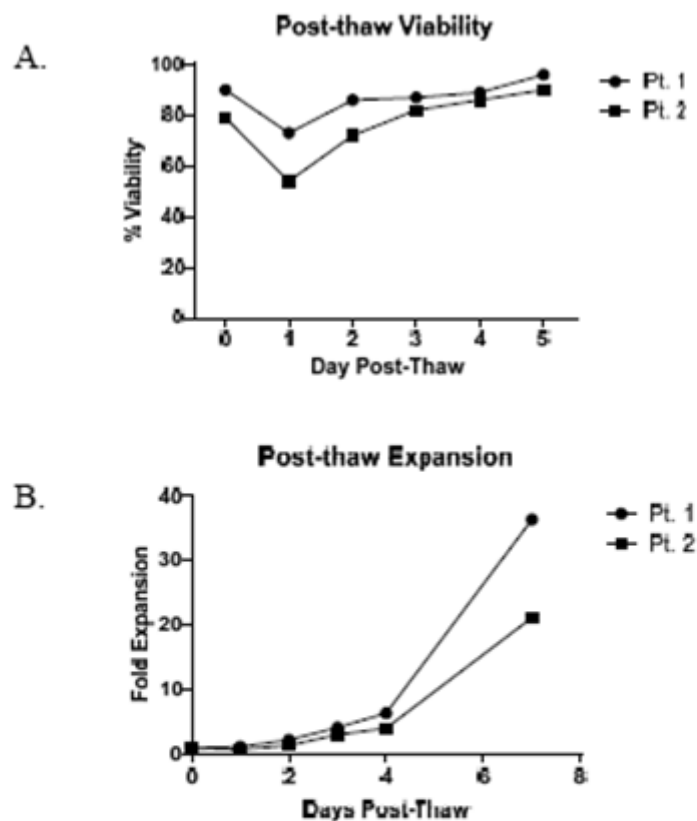 A.
Post-thaw Viability
Pt. 1
Pt. 2
% Viability
100
80
60
40
20
0
0 1 2 3 4 5
Day Post-Thaw
B.
Post-thaw Expansion
Pt. 1
Pt. 2
Fold Expansion
40
30
20
10
0
0 2 4 6 8
Days Post-Thaw